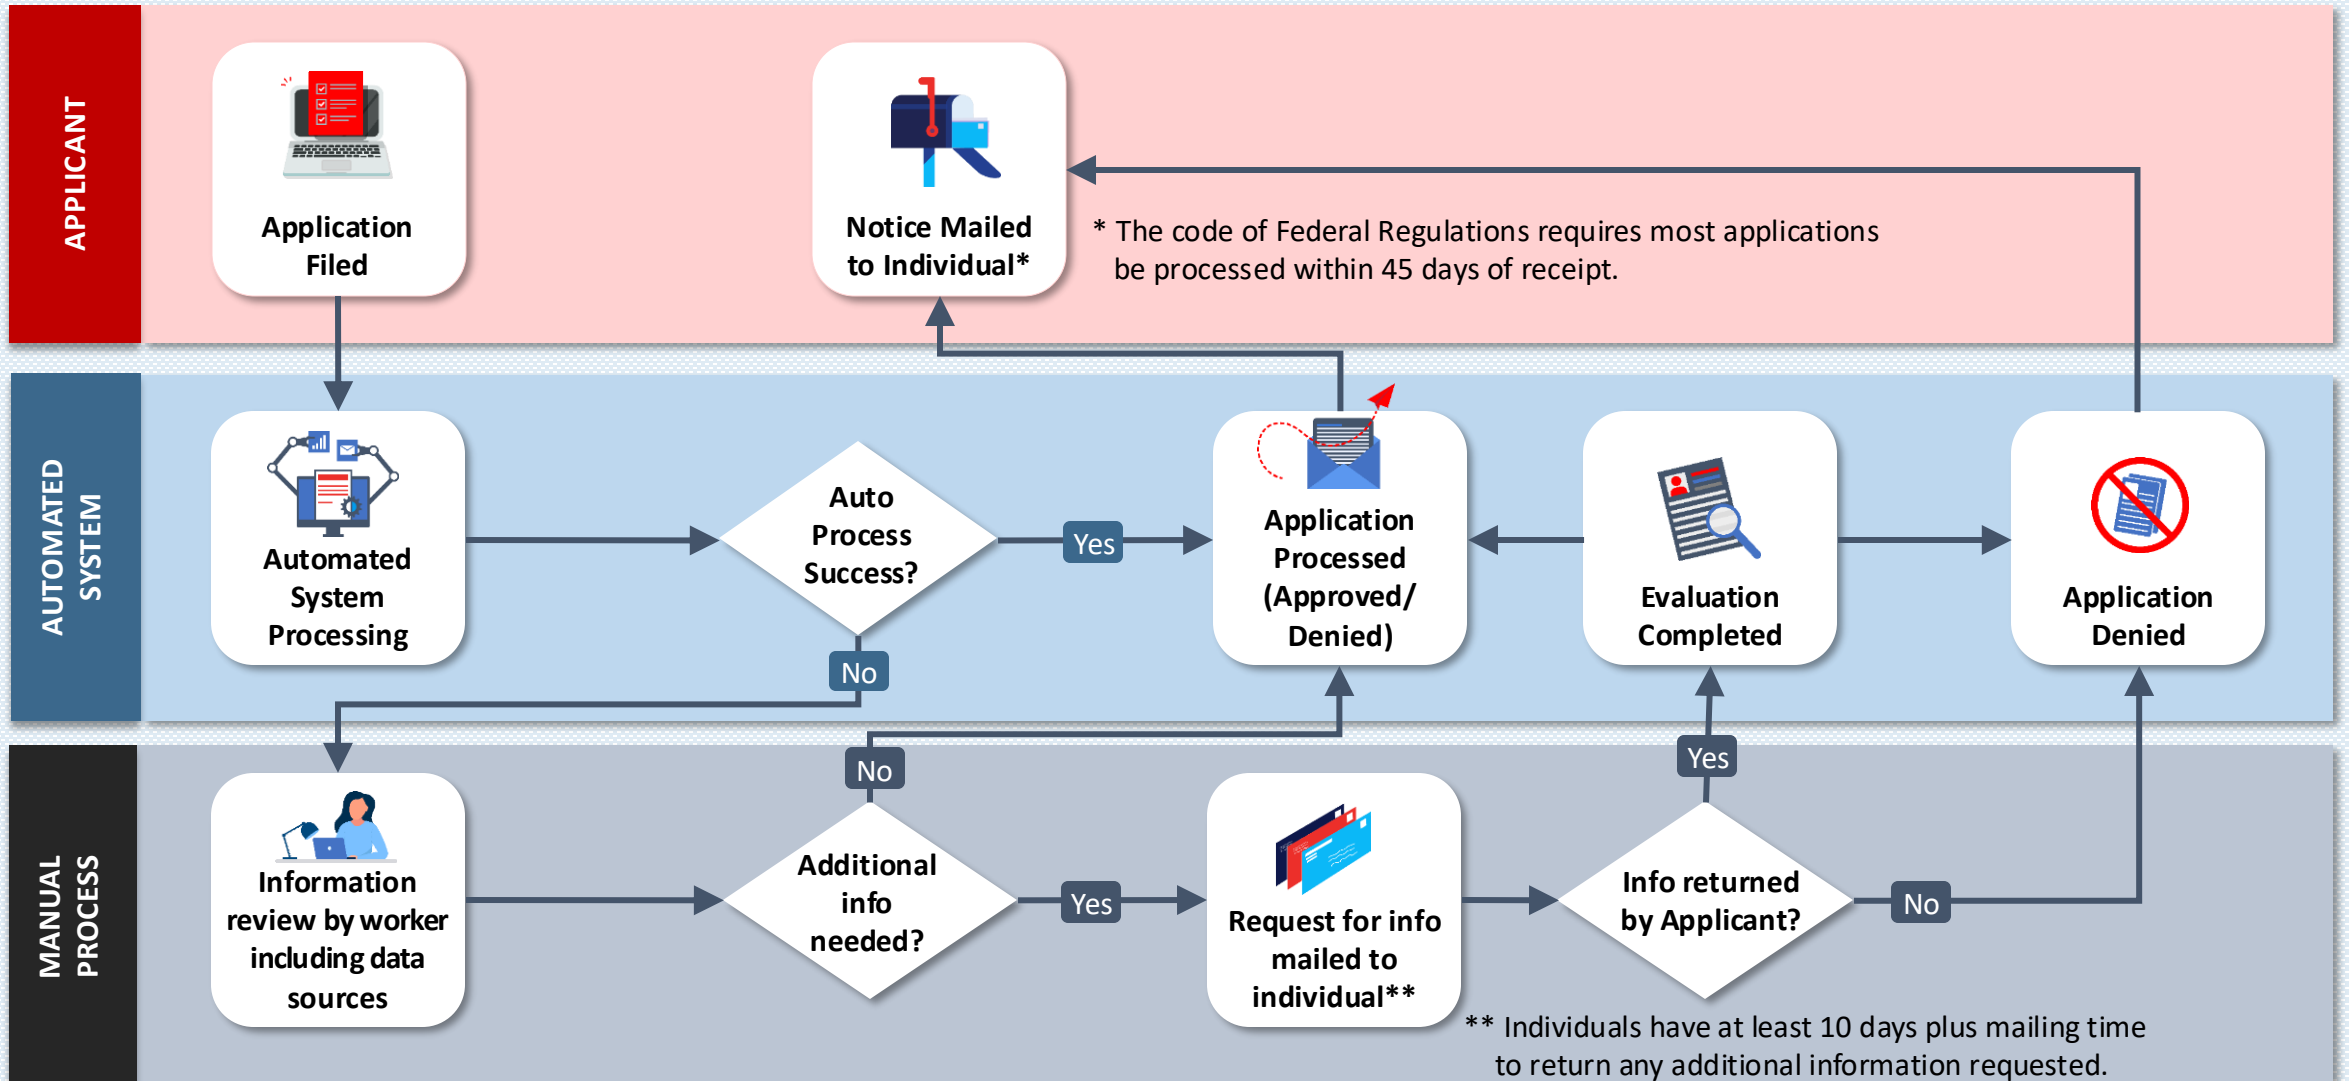 APPLICANT
Application
Filed
Notice Mailed
to Individual*
* The code of Federal Regulations requires most applications
be processed within 45 days of receipt.
AUTOMATED
SYSTEM
Automated
System
Processing
Auto
Process
Success?
Yes
No
Application
Processed
(Approved/
Denied)
Evaluation
Completed
Application
Denied
MANUAL
PROCESS
Information
review by worker
including data
sources
No
Additional
info
needed?
Yes
Request for info
mailed to
individual**
Yes
Info returned
by Applicant?
No
** Individuals have at least 10 days plus mailing time
to return any additional information requested.